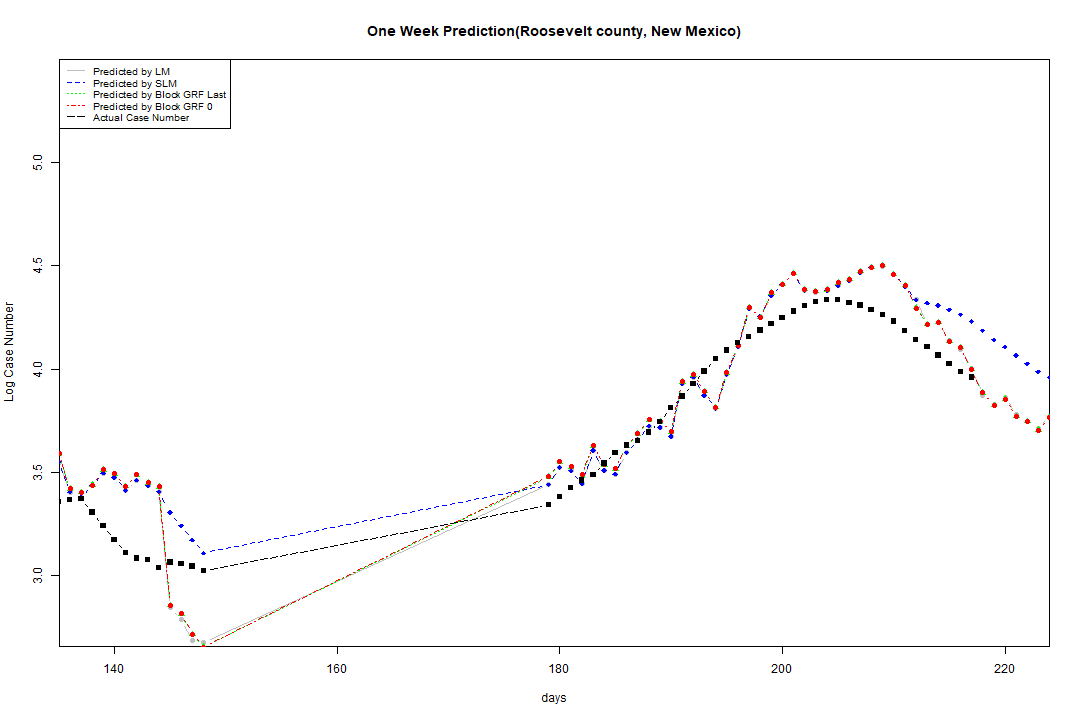 One Week Prediction(Roosevelt county, New Mexico)
Predicted by LM
Predicted by SLM
Predicted by Block GRF Last
Predicted by Block GRF 0
Actual Case Number
5.0
4.5
4.0
3.5
3.0
Log Case Number
140 160 180 200 220
days